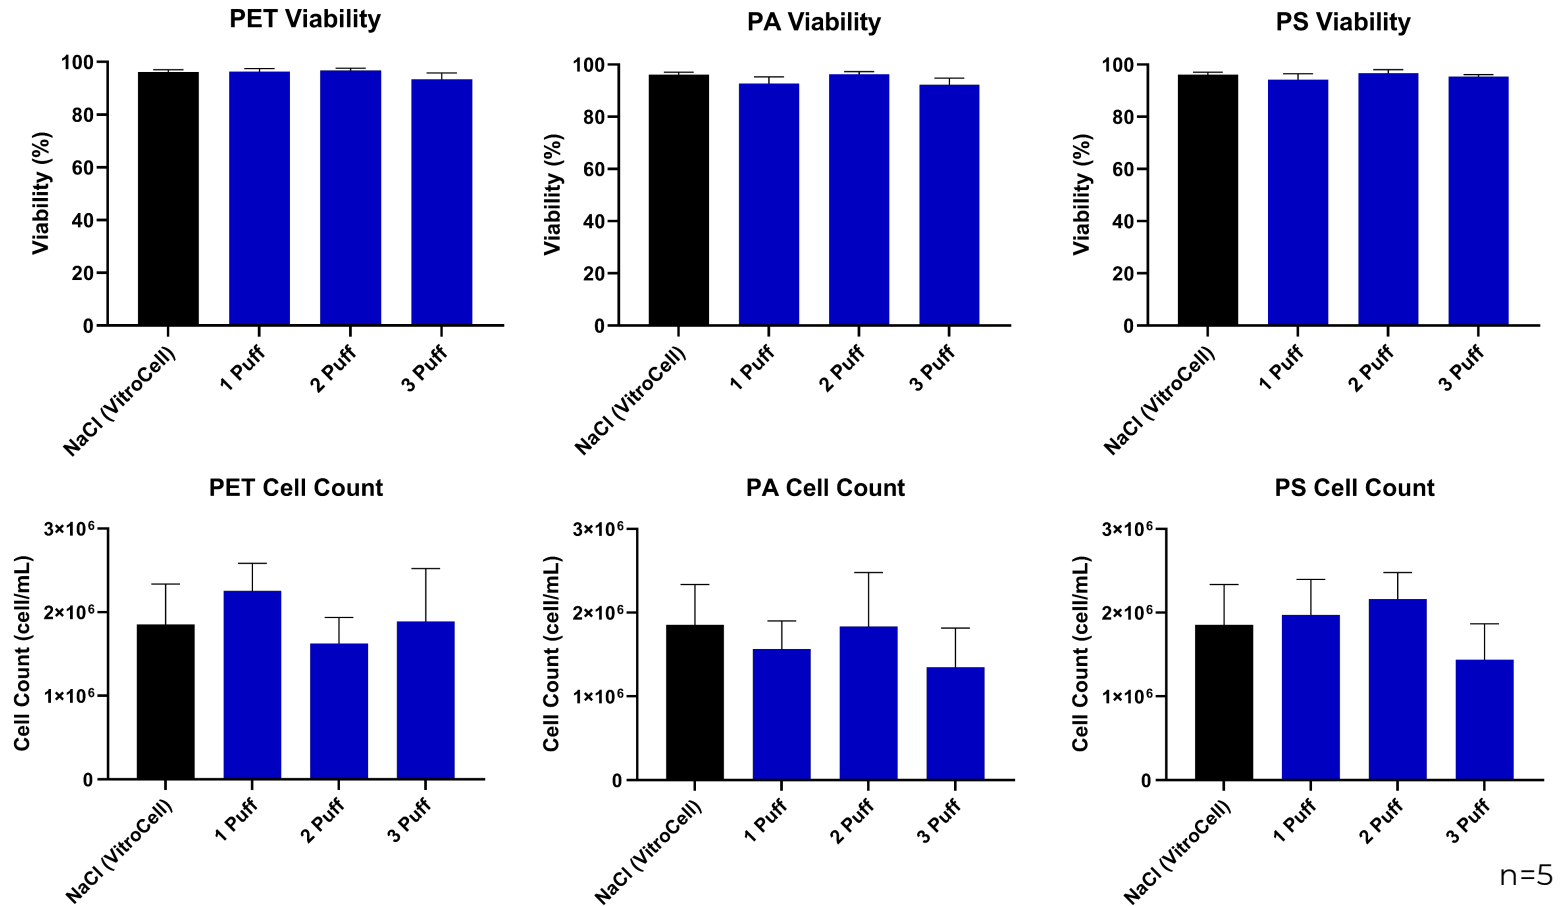 PET Viability
PA Viability
PS Viability
Viability (%)
100
80
60
40
20
0
NaCl (VitroCell)
1 Puff
2 Puff
3 Puff
Viability (%)
100
80
60
40
20
0
NaCl (VitroCell)
1 Puff
2 Puff
3 Puff
Viability (%)
100
80
60
40
20
0
NaCl (VitroCell)
1 Puff
2 Puff
3 Puff
PET Cell Count
PA Cell Count
PS Cell Count
Cell Count (cell/mL)
3×10⁶
2×10⁶
1×10⁶
0
NaCl (VitroCell)
1 Puff
2 Puff
3 Puff
Cell Count (cell/mL)
3×10⁶
2×10⁶
1×10⁶
0
NaCl (VitroCell)
1 Puff
2 Puff
3 Puff
Cell Count (cell/mL)
3×10⁶
2×10⁶
1×10⁶
0
NaCl (VitroCell)
1 Puff
2 Puff
3 Puff
n=5